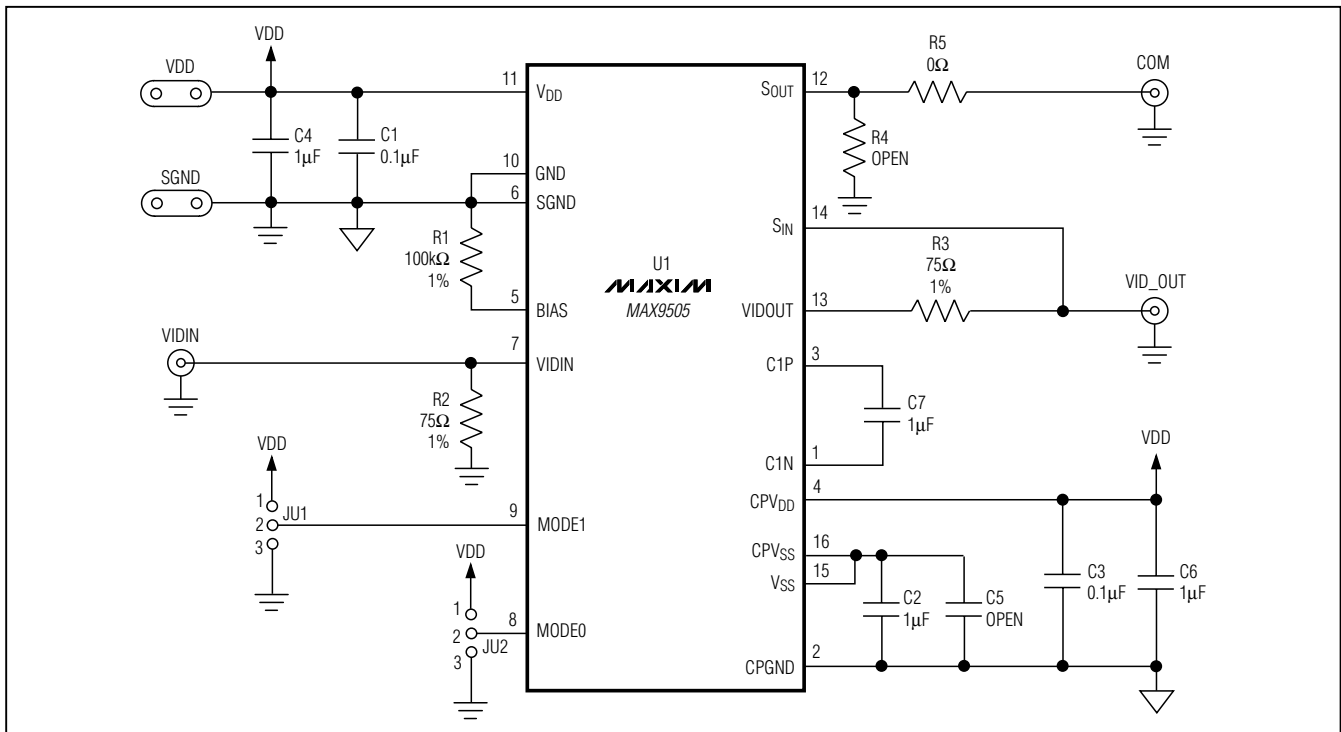 VDD
VDD
C4
1µF
C1
0.1µF
SGND
R1
100kΩ
1%
VIDIN
R2
75Ω
1%
VDD
1
2
3
JU1
VDD
1
2
3
JU2
11
VDD
10
GND
6
SGND
5
BIAS
7
VIDIN
9
MODE1
8
MODE0
U1
MAXIM
MAX9505
SOUT
12
SIN
14
VIDOUT
13
C1P
3
C1N
1
CPVDD
4
CPVSS
16
VSS
15
CPGND
2
R5
0Ω
COM
R4
OPEN
R3
75Ω
1%
VID_OUT
C7
1µF
VDD
C2
1µF
C5
OPEN
C3
0.1µF
C6
1µF